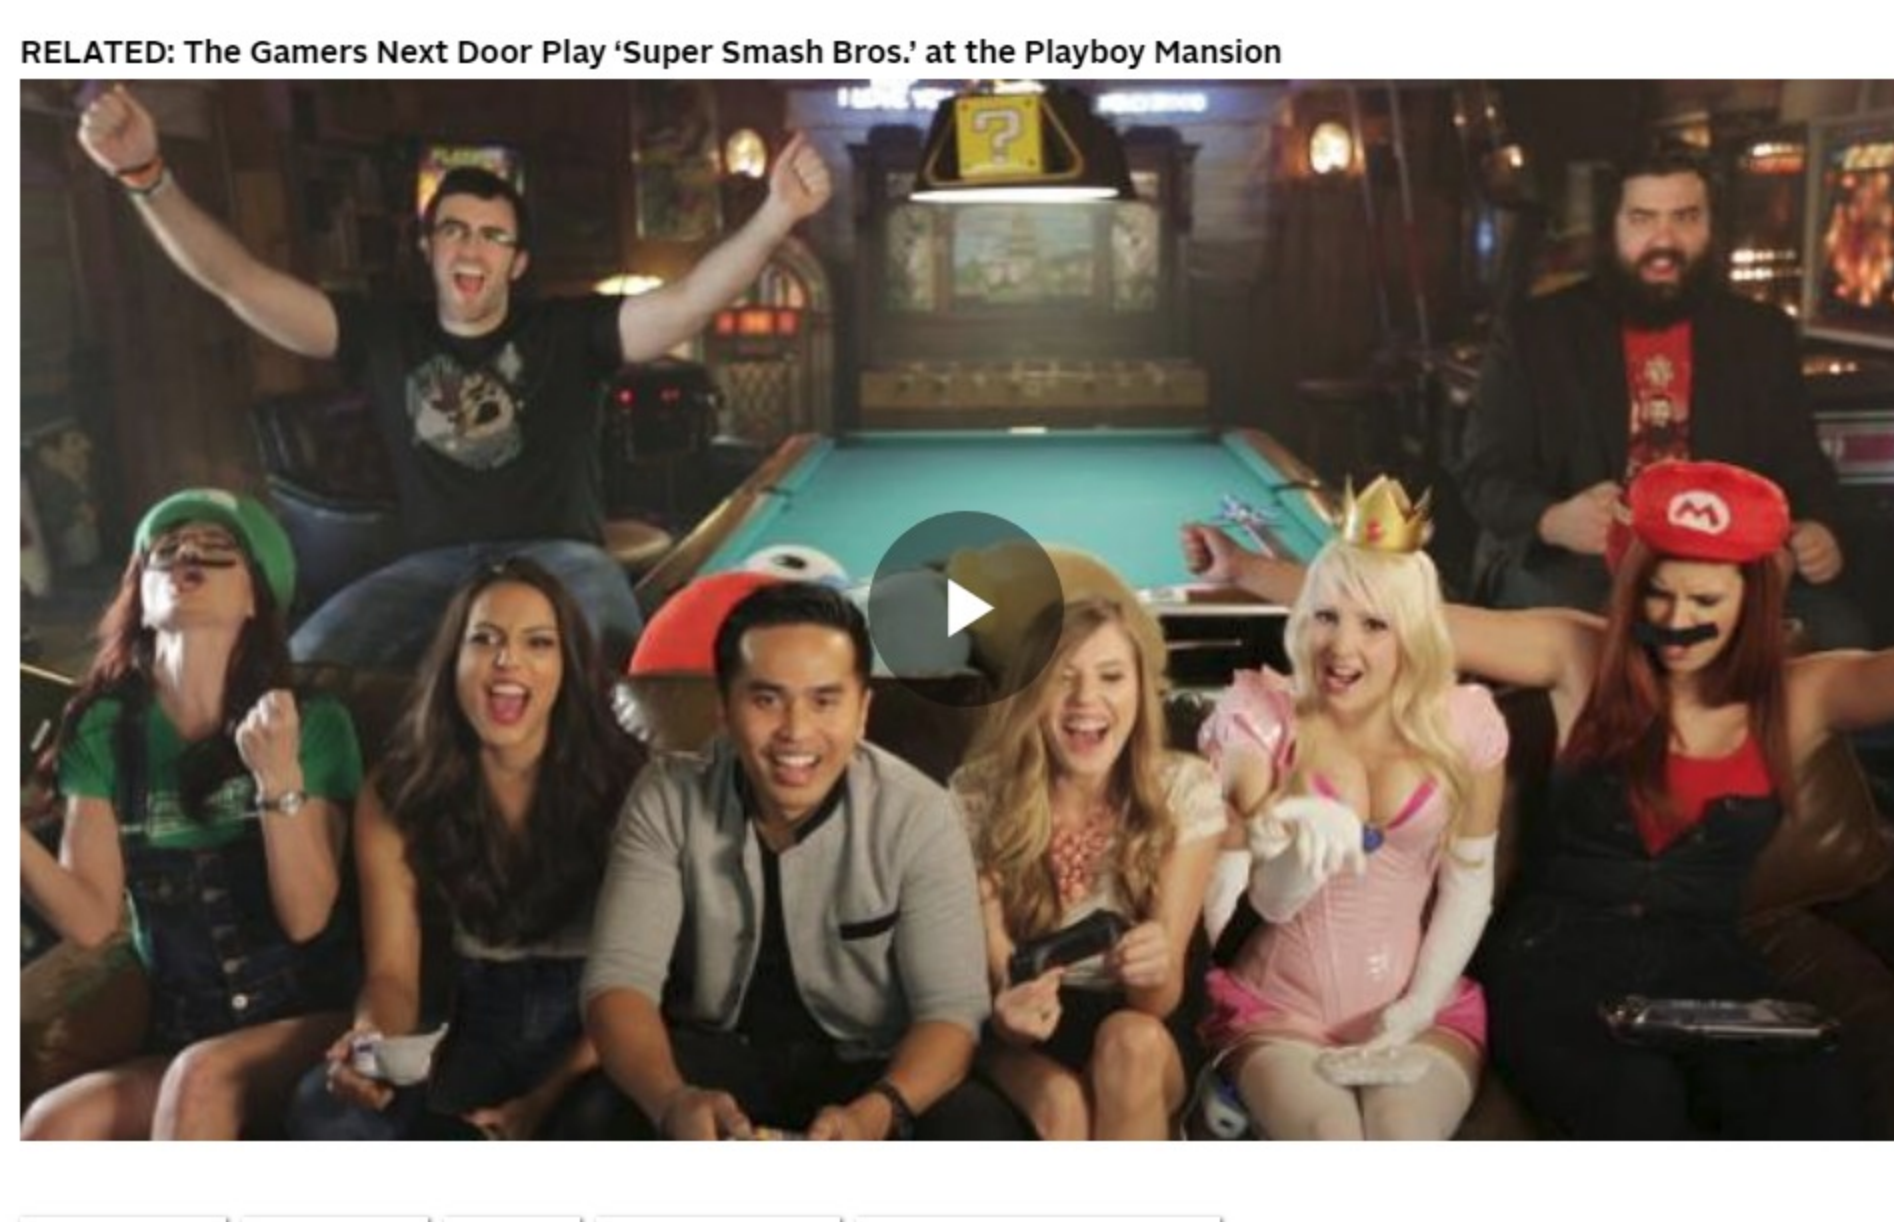 RELATED: The Gamers Next Door Play ‘Super Smash Bros.’ at the Playboy Mansion
?
M